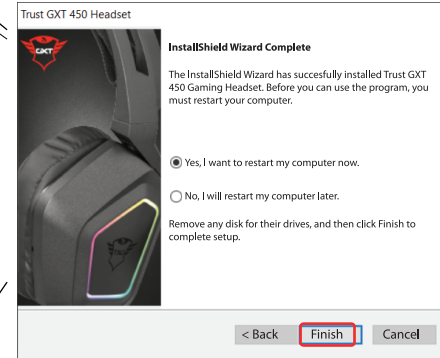 Trust GXT 450 Headset
GXT
InstallShield Wizard Complete
The InstallShield Wizard has succesfully installed Trust GXT
450 Gaming Headset. Before you can use the program, you
must restart your computer.
Yes, I want to restart my computer now.
No, I will restart my computer later.
Remove any disk for their drives, and then click Finish to
complete setup.
< Back
Finish
Cancel